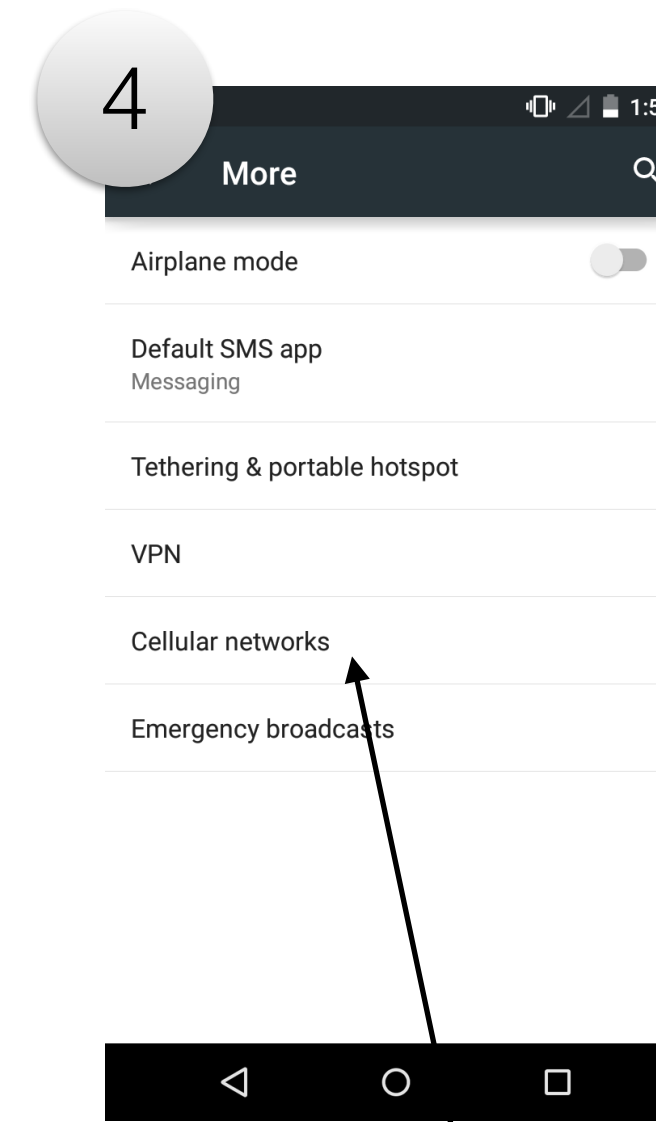 4
1:5
More
Airplane mode
Default SMS app
Messaging
Tethering & portable hotspot
VPN
Cellular networks
Emergency broadcasts